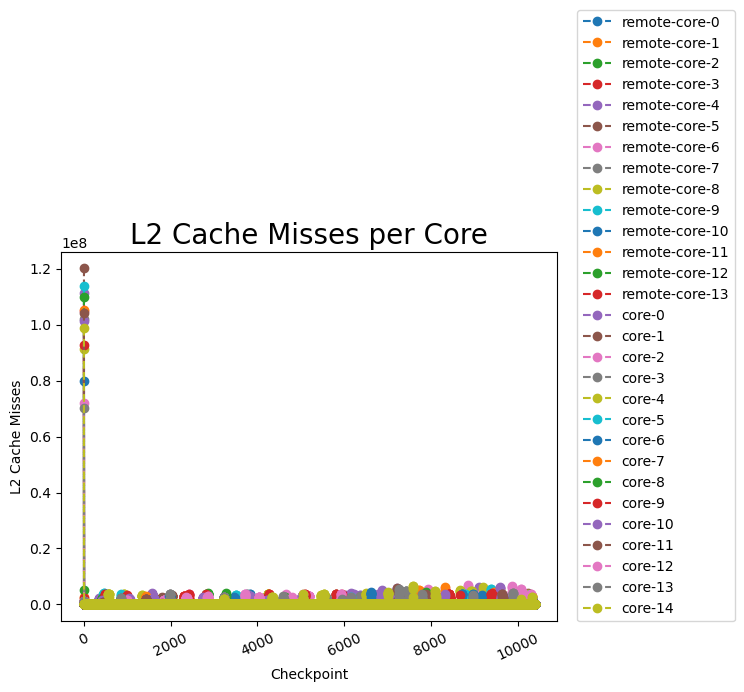 L2 Cache Misses per Core
1e8
1.2
1.0
0.8
0.6
0.4
0.2
0.0
L2 Cache Misses
0
2000
4000
6000
8000
10000
Checkpoint
remote-core-0
remote-core-1
remote-core-2
remote-core-3
remote-core-4
remote-core-5
remote-core-6
remote-core-7
remote-core-8
remote-core-9
remote-core-10
remote-core-11
remote-core-12
remote-core-13
core-0
core-1
core-2
core-3
core-4
core-5
core-6
core-7
core-8
core-9
core-10
core-11
core-12
core-13
core-14